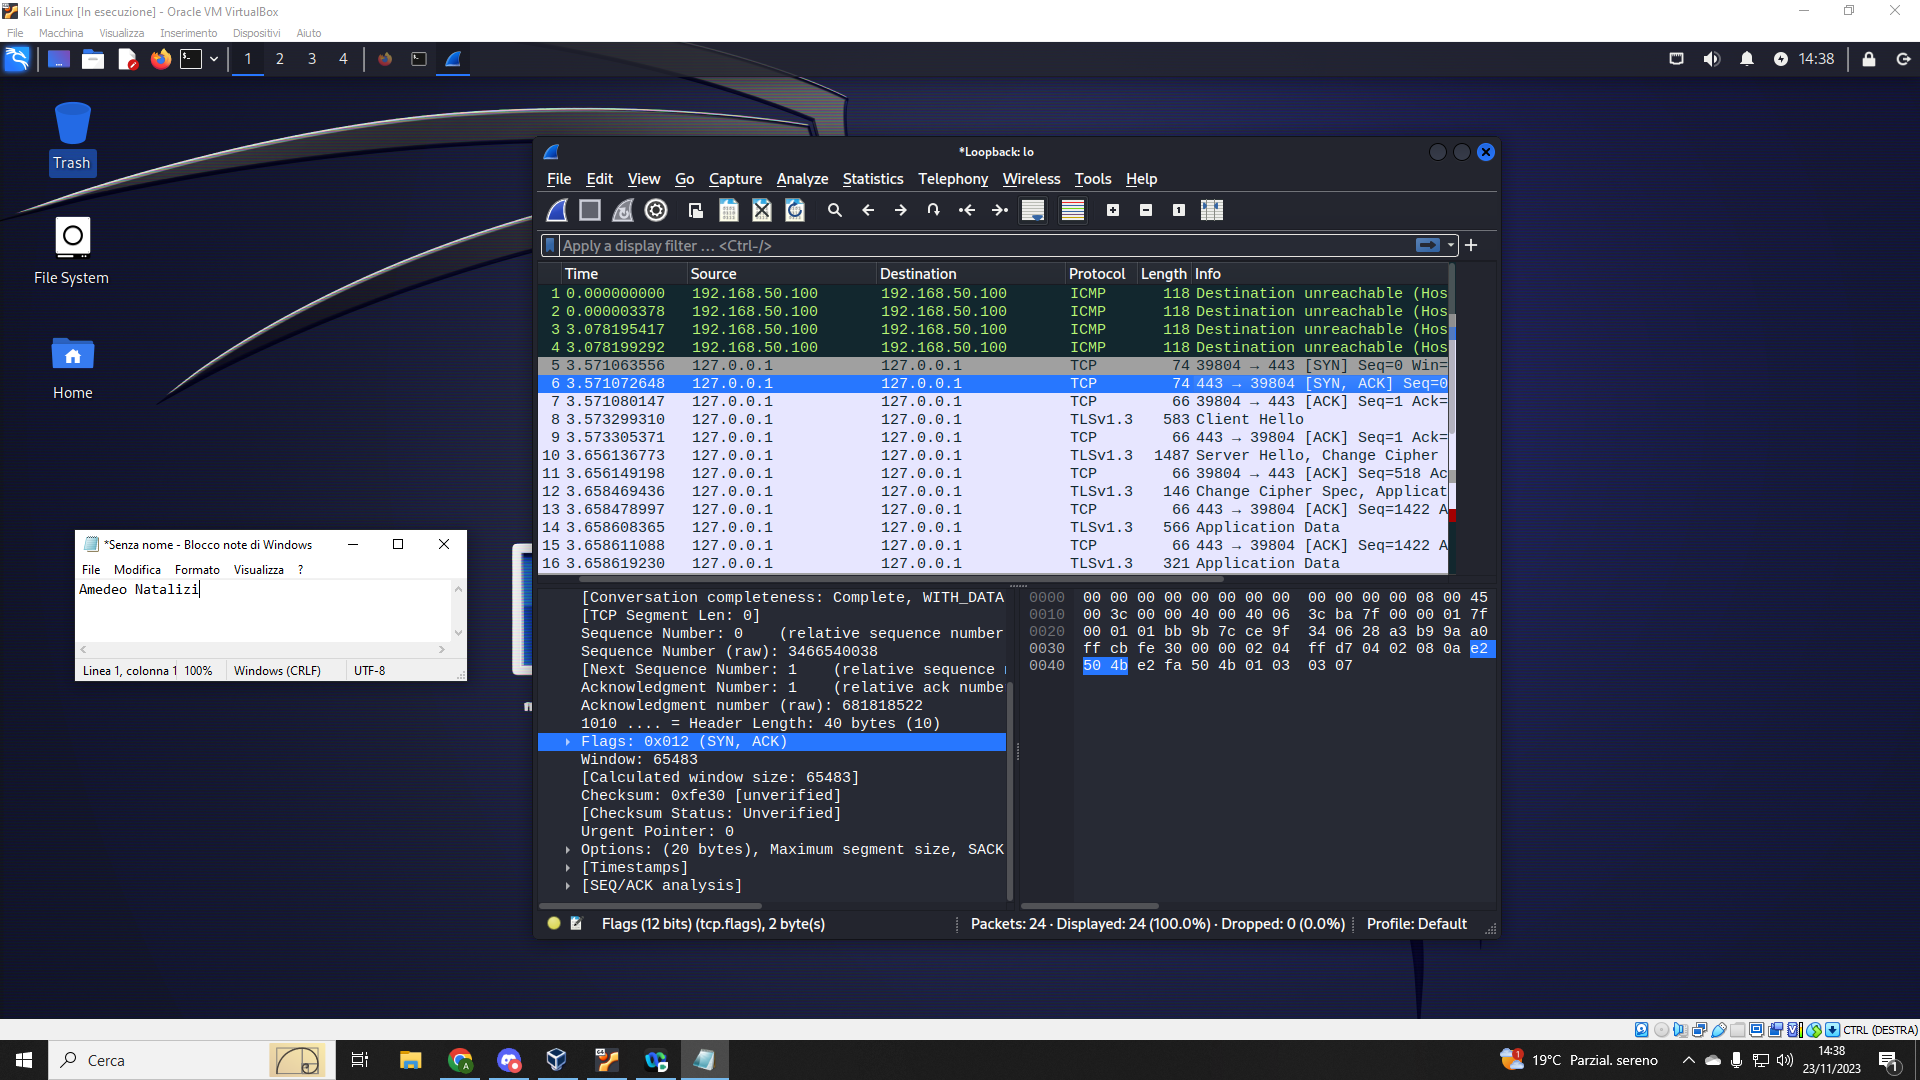 Kali Linux [In esecuzione] - Oracle VM VirtualBox
File Macchina Visualizza Inserimento Dispositivi Aiuto
1 2 3 4 14:38
Trash
File System
Home
*Loopback: lo
File Edit View Go Capture Analyze Statistics Telephony Wireless Tools Help
Apply a display filter … <Ctrl-/>
Time Source Destination Protocol Length Info
1 0.000000000 192.168.50.100 192.168.50.100 ICMP 118 Destination unreachable (Hos
2 0.000003378 192.168.50.100 192.168.50.100 ICMP 118 Destination unreachable (Hos
3 3.078195417 192.168.50.100 192.168.50.100 ICMP 118 Destination unreachable (Hos
4 3.078199292 192.168.50.100 192.168.50.100 ICMP 118 Destination unreachable (Hos
5 3.571063556 127.0.0.1 127.0.0.1 TCP 74 39804 → 443 [SYN] Seq=0 Win=
6 3.571072648 127.0.0.1 127.0.0.1 TCP 74 443 → 39804 [SYN, ACK] Seq=0
7 3.571080147 127.0.0.1 127.0.0.1 TCP 66 39804 → 443 [ACK] Seq=1 Ack=
8 3.573299310 127.0.0.1 127.0.0.1 TLSv1.3 583 Client Hello
9 3.573305371 127.0.0.1 127.0.0.1 TCP 66 443 → 39804 [ACK] Seq=1 Ack=
10 3.656136773 127.0.0.1 127.0.0.1 TLSv1.3 1487 Server Hello, Change Cipher
11 3.656149198 127.0.0.1 127.0.0.1 TCP 66 39804 → 443 [ACK] Seq=518 Ac
12 3.658469436 127.0.0.1 127.0.0.1 TLSv1.3 146 Change Cipher Spec, Applicat
13 3.658478997 127.0.0.1 127.0.0.1 TCP 66 443 → 39804 [ACK] Seq=1422 A
14 3.658608365 127.0.0.1 127.0.0.1 TLSv1.3 566 Application Data
15 3.658611088 127.0.0.1 127.0.0.1 TCP 66 443 → 39804 [ACK] Seq=1422 A
16 3.658619230 127.0.0.1 127.0.0.1 TLSv1.3 321 Application Data
*Senza nome - Blocco note di Windows
File Modifica Formato Visualizza ?
Amedeo Natalizi
Linea 1, colonna 1 100% Windows (CRLF) UTF-8
[Conversation completeness: Complete, WITH_DATA
[TCP Segment Len: 0]
Sequence Number: 0 (relative sequence number
Sequence Number (raw): 3466540038
[Next Sequence Number: 1 (relative sequence
Acknowledgment Number: 1 (relative ack numbe
Acknowledgment number (raw): 681818522
1010 .... = Header Length: 40 bytes (10)
Flags: 0x012 (SYN, ACK)
Window: 65483
[Calculated window size: 65483]
Checksum: 0xfe30 [unverified]
[Checksum Status: Unverified]
Urgent Pointer: 0
Options: (20 bytes), Maximum segment size, SACK
[Timestamps]
[SEQ/ACK analysis]
0000 00 00 00 00 00 00 00 00 00 00 00 00 08 00 45
0010 00 3c 00 00 40 00 40 06 3c ba 7f 00 00 01 7f
0020 00 01 01 bb 9b 7c ce 9f 34 06 28 a3 b9 9a a0
0030 ff cb fe 30 00 00 02 04 ff d7 04 02 08 0a e2
0040 50 4b e2 fa 50 4b 01 03 03 07
Flags (12 bits) (tcp.flags), 2 byte(s) Packets: 24 · Displayed: 24 (100.0%) · Dropped: 0 (0.0%) Profile: Default
CTRL (DESTRA)
Cerca
1 19°C Parzial. sereno
14:38
23/11/2023
1